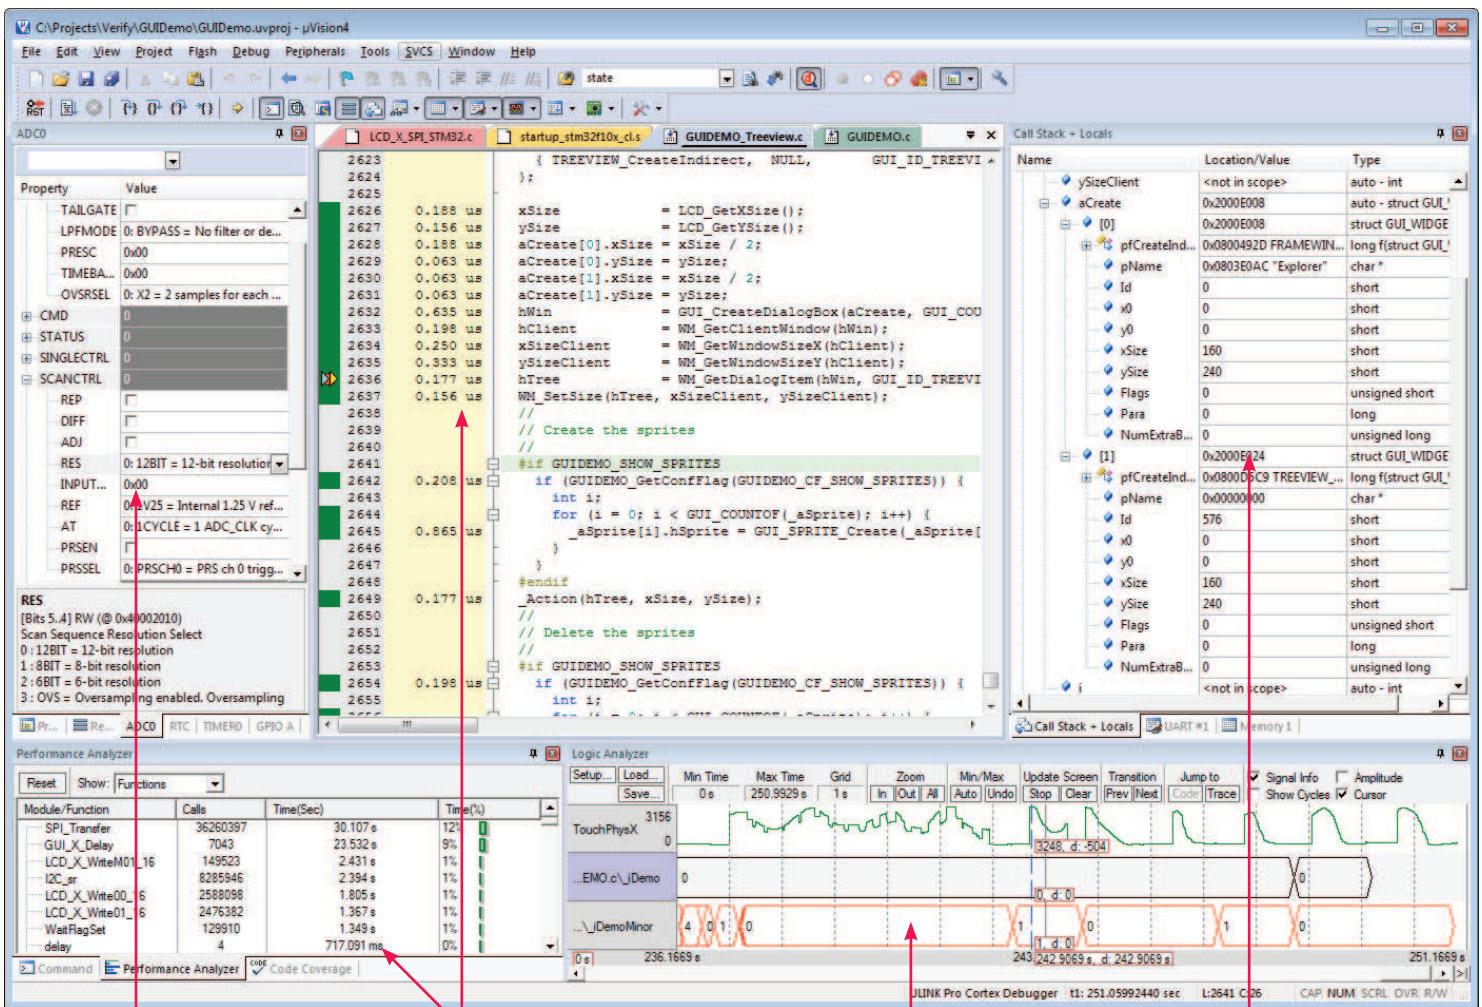 C:\Projects\Verify\GUIDemo\GUIDemo.uvproj - µVision4
File Edit View Project Flash Debug Peripherals Tools SVCS Window Help
state
RST
ADC0
Property Value
TAILGATE
LPFMODE 0: BYPASS = No filter or de...
PRESC 0x00
TIMEBA... 0x00
OVSRSEL 0: X2 = 2 samples for each ...
CMD 0
STATUS 0
SINGLECTRL 0
SCANCTRL 0
REP
DIFF
ADJ
RES 0: 12BIT = 12-bit resolution
INPUT... 0x00
REF V25 = Internal 1.25 V ref...
AT 0: 1CYCLE = 1 ADC_CLK cy...
PRSEN
PRSSEL 0: PRSCH0 = PRS ch 0 trigg...
RES
[Bits 5..4] RW (@ 0x40002010)
Scan Sequence Resolution Select
0 : 12BIT = 12-bit resolution
1 : 8BIT = 8-bit resolution
2 : 6BIT = 6-bit resolution
3 : OVS = Oversampling enabled. Oversampling
Pr... Re... ADC0 RTC TIMER0 GPIO A
LCD_X_SPI_STM32.c startup_stm32f10x_cl.s GUIDEMO_Treeview.c GUIDEMO.c
2623 { TREEVIEW_CreateIndirect, NULL, GUI_ID_TREEVI
2624 };
2625
2626 0.188 us xSize = LCD_GetXSize();
2627 0.156 us ySize = LCD_GetYSize();
2628 0.188 us aCreate[0].xSize = xSize / 2;
2629 0.063 us aCreate[0].ySize = ySize;
2630 0.063 us aCreate[1].xSize = xSize / 2;
2631 0.063 us aCreate[1].ySize = ySize;
2632 0.635 us hWin = GUI_CreateDialogBox(aCreate, GUI_COU
2633 0.198 us hClient = WM_GetClientWindow(hWin);
2634 0.250 us xSizeClient = WM_GetWindowSizeX(hClient);
2635 0.333 us ySizeClient = WM_GetWindowSizeY(hClient);
2636 0.177 us hTree = WM_GetDialogItem(hWin, GUI_ID_TREEVI
2637 0.156 us WM_SetSize(hTree, xSizeClient, ySizeClient);
2638 //
2639 // Create the sprites
2640 //
2641 #if GUIDEMO_SHOW_SPRITES
2642 0.208 us if (GUIDEMO_GetConfFlag(GUIDEMO_CF_SHOW_SPRITES)) {
2643 int i;
2644 for (i = 0; i < GUI_COUNTOF(_aSprite); i++) {
2645 0.865 us _aSprite[i].hSprite = GUI_SPRITE_Create(_aSprite[
2646 }
2647 }
2648 #endif
2649 0.177 us _Action(hTree, xSize, ySize);
2650 //
2651 // Delete the sprites
2652 //
2653 #if GUIDEMO_SHOW_SPRITES
2654 0.198 us if (GUIDEMO_GetConfFlag(GUIDEMO_CF_SHOW_SPRITES)) {
2655 int i;
Call Stack + Locals
Name Location/Value Type
ySizeClient <not in scope> auto - int
aCreate 0x2000E008 auto - struct GUI_
[0] 0x2000E008 struct GUI_WIDGE
pfCreateInd... 0x0800492D FRAMEWIN... long f(struct GUI_
pName 0x0803E0AC "Explorer" char *
Id 0 short
x0 0 short
y0 0 short
xSize 160 short
ySize 240 short
Flags 0 unsigned short
Para 0 long
NumExtraB... 0 unsigned long
[1] 0x2000E024 struct GUI_WIDGE
pfCreateInd... 0x0800D5C9 TREEVIEW_... long f(struct GUI_
pName 0x00000000 char *
Id 576 short
x0 0 short
y0 0 short
xSize 160 short
ySize 240 short
Flags 0 unsigned short
Para 0 long
NumExtraB... 0 unsigned long
i <not in scope> auto - int
Call Stack + Locals UART #1 Memory 1
Performance Analyzer
Reset Show: Functions
Module/Function Calls Time(Sec) Time(%)
SPI_Transfer 36260397 30.107 s 12%
GUI_X_Delay 7043 23.532 s 9%
LCD_X_WriteM01_16 149523 2.431 s 1%
I2C_sr 8285946 2.394 s 1%
LCD_X_Write00_16 2588098 1.805 s 1%
LCD_X_Write01_16 2476382 1.367 s 1%
WaitFlagSet 129910 1.349 s 1%
delay 4 717.091 ms 0%
Command Performance Analyzer Code Coverage
Logic Analyzer
Setup... Load... Min Time Max Time Grid Zoom Min/Max Update Screen Transition Jump to Signal Info Amplitude
Save... 0 s 250.9929 s 1 s In Out All Auto Undo Stop Clear Prev Next Code Trace Show Cycles Cursor
TouchPhysX 3156
0
3248, d: -504
...EMO.c\_iDemo 0 0
0, d: 0
...\_iDemoMinor 4 0 1 0 1 0 1 0
1, d: 0
0 s 236.1669 s 243. 242.9069 s, d: 242.9069 s 251.1669 s
ULINK Pro Cortex Debugger t1: 251.05992440 sec L:2641 C:26 CAP NUM SCRL OVR R/W